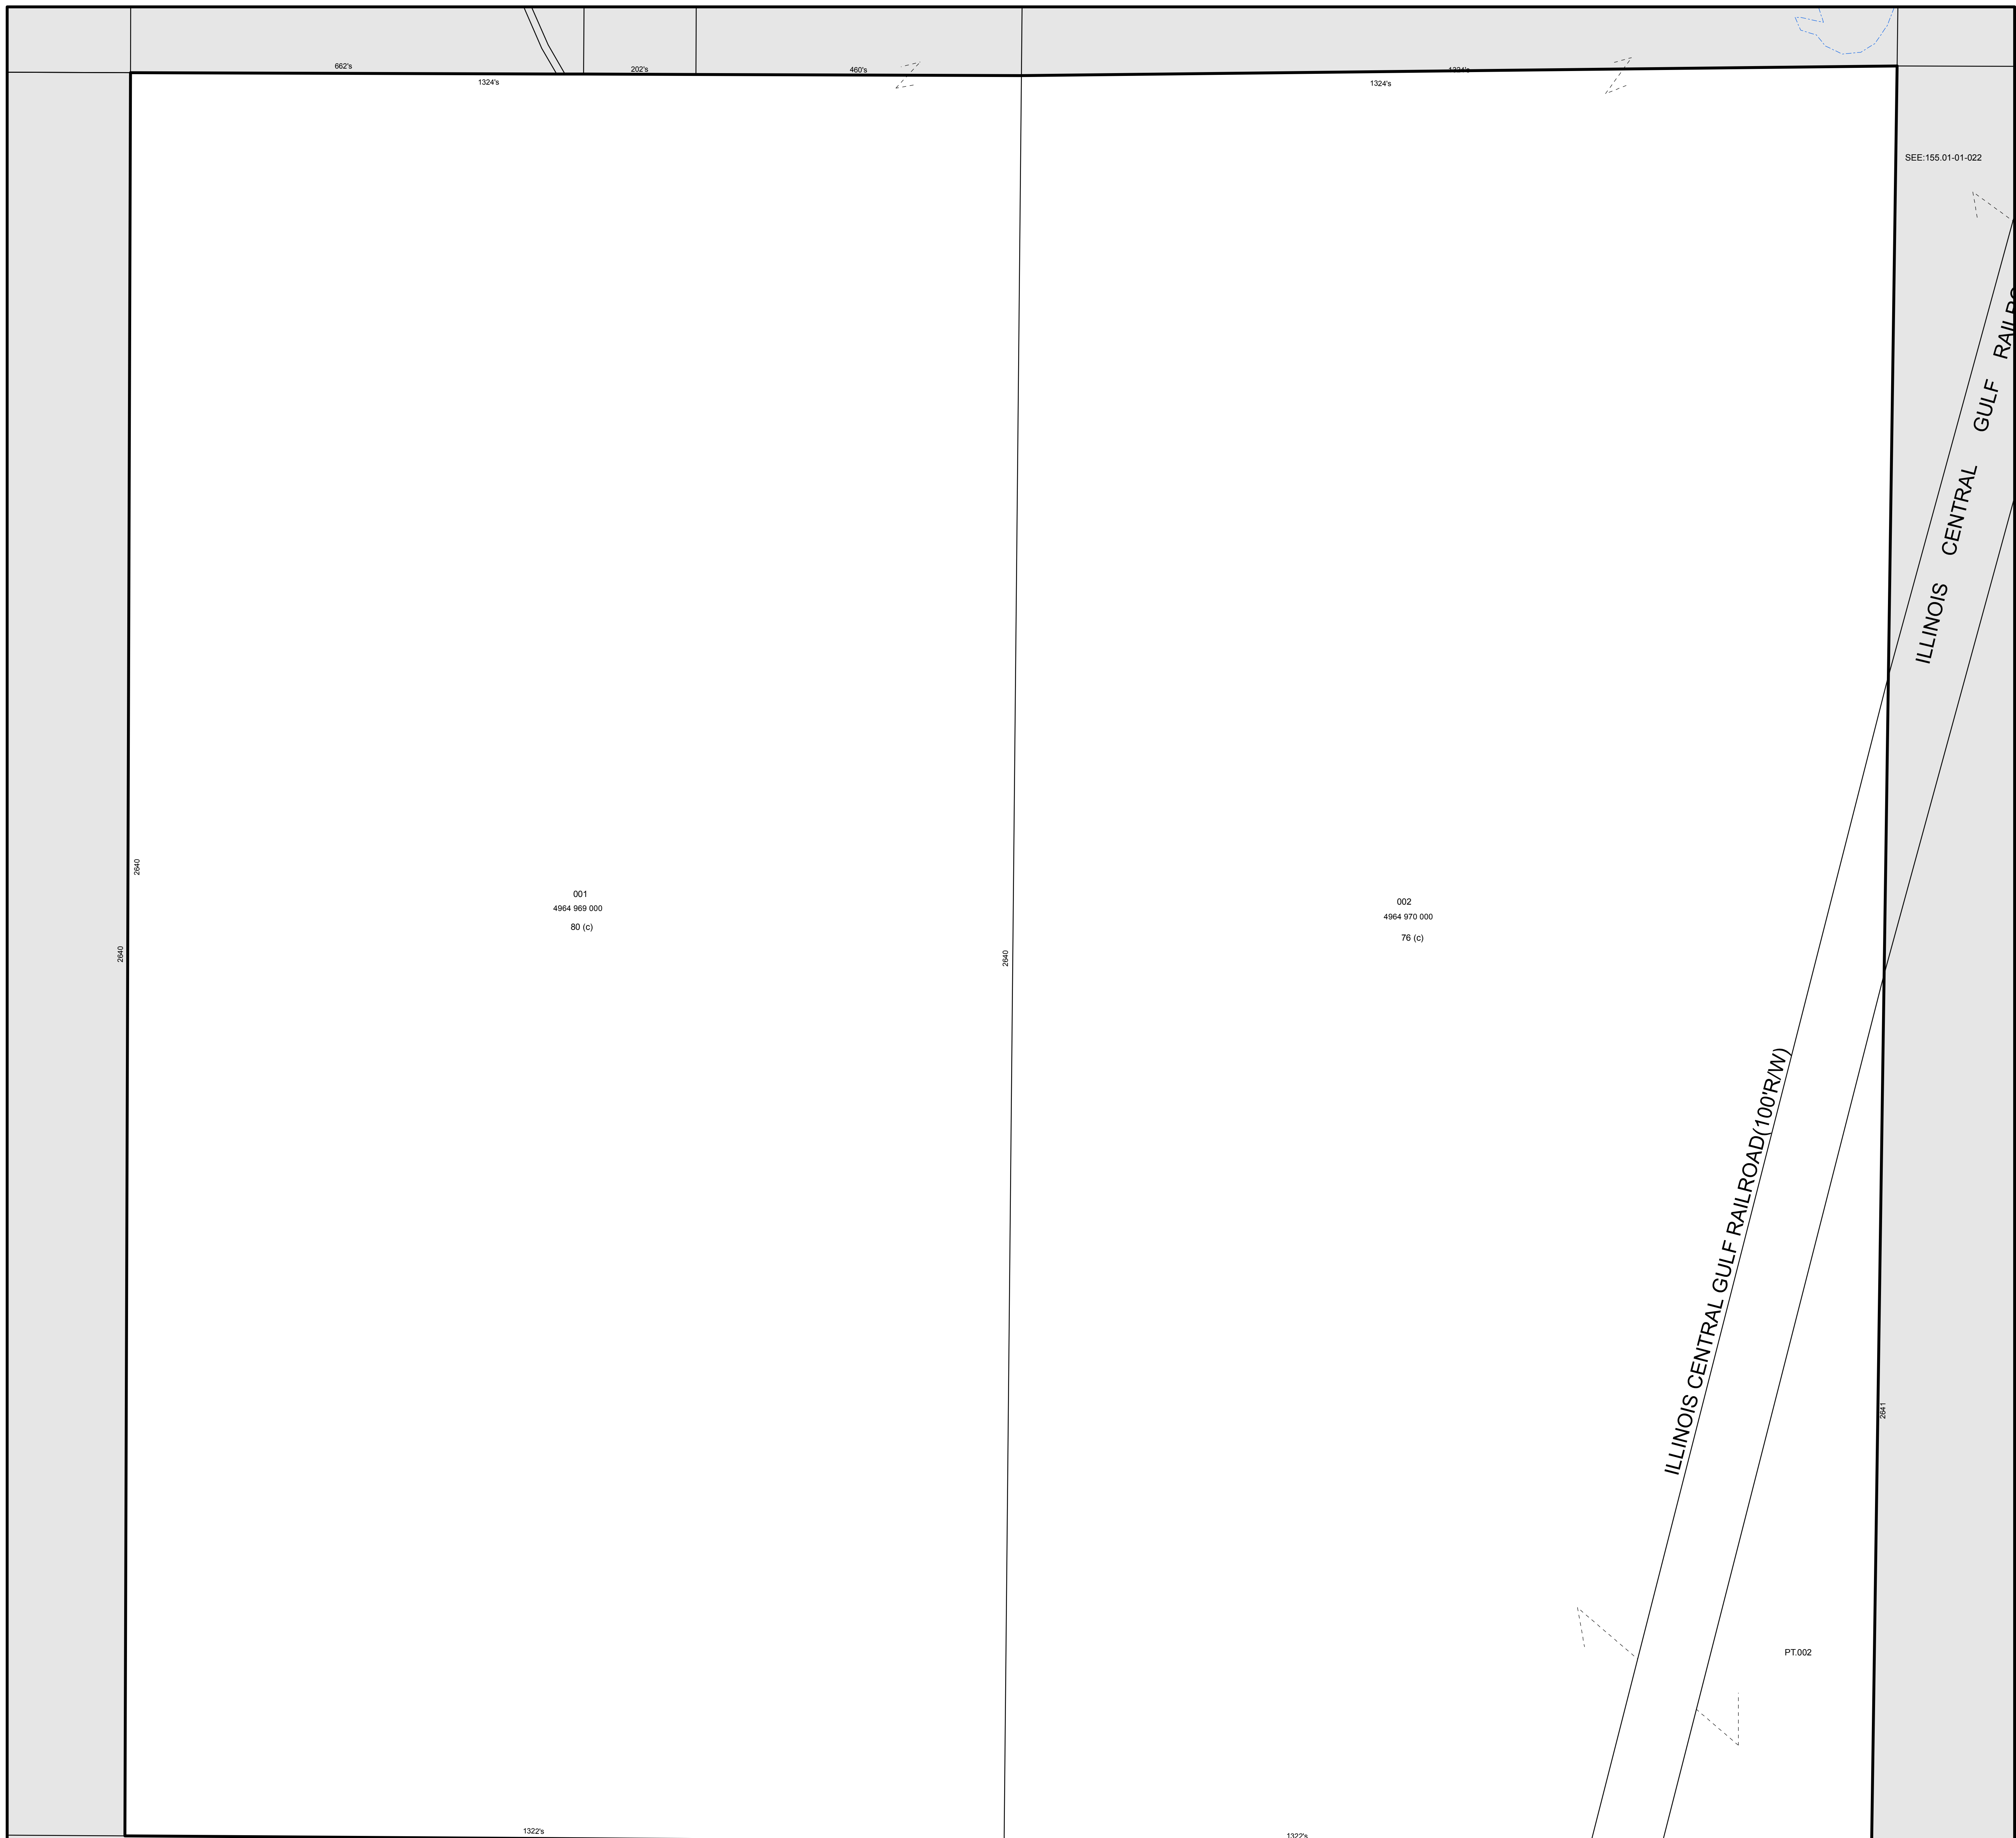 662's
202's
460's
1324's
1324's
1324's
SEE:155.01-01-022
ILLINOIS CENTRAL GULF
2640
2640
2640
001
4964 969 000
80 (c)
002
4964 970 000
76 (c)
ILLINOIS CENTRAL GULF RAILROAD(100'R/W)
2641
PT.002
1322's
1322's